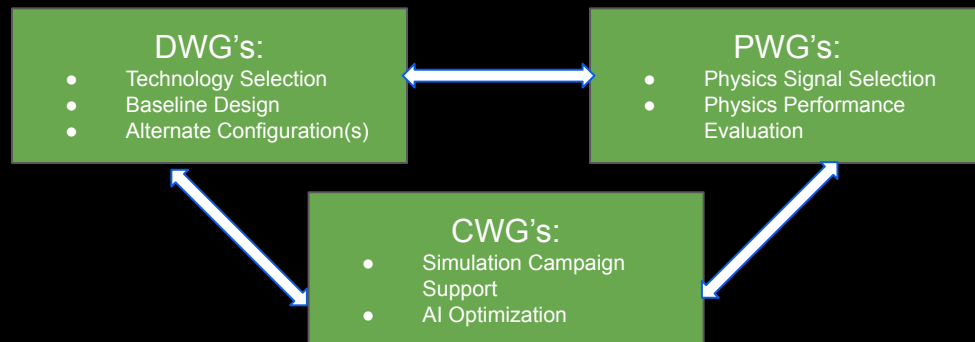 DWG's:
● Technology Selection
● Baseline Design
● Alternate Configuration(s)
PWG's:
● Physics Signal Selection
● Physics Performance
Evaluation
CWG's:
● Simulation Campaign
Support
● AI Optimization